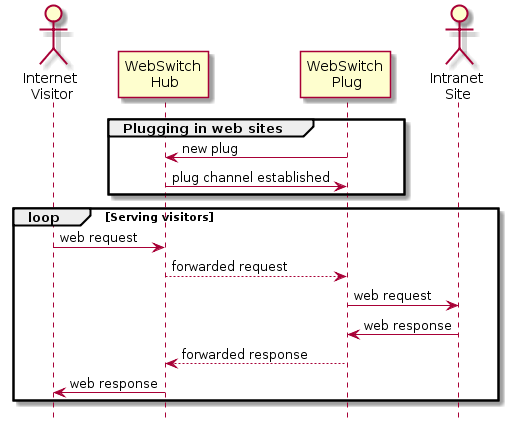 Internet
Visitor
WebSwitch
Hub
WebSwitch
Plug
Intranet
Site
Plugging in web sites
new plug
plug channel established
loop [Serving visitors]
web request
forwarded request
web request
web response
forwarded response
web response